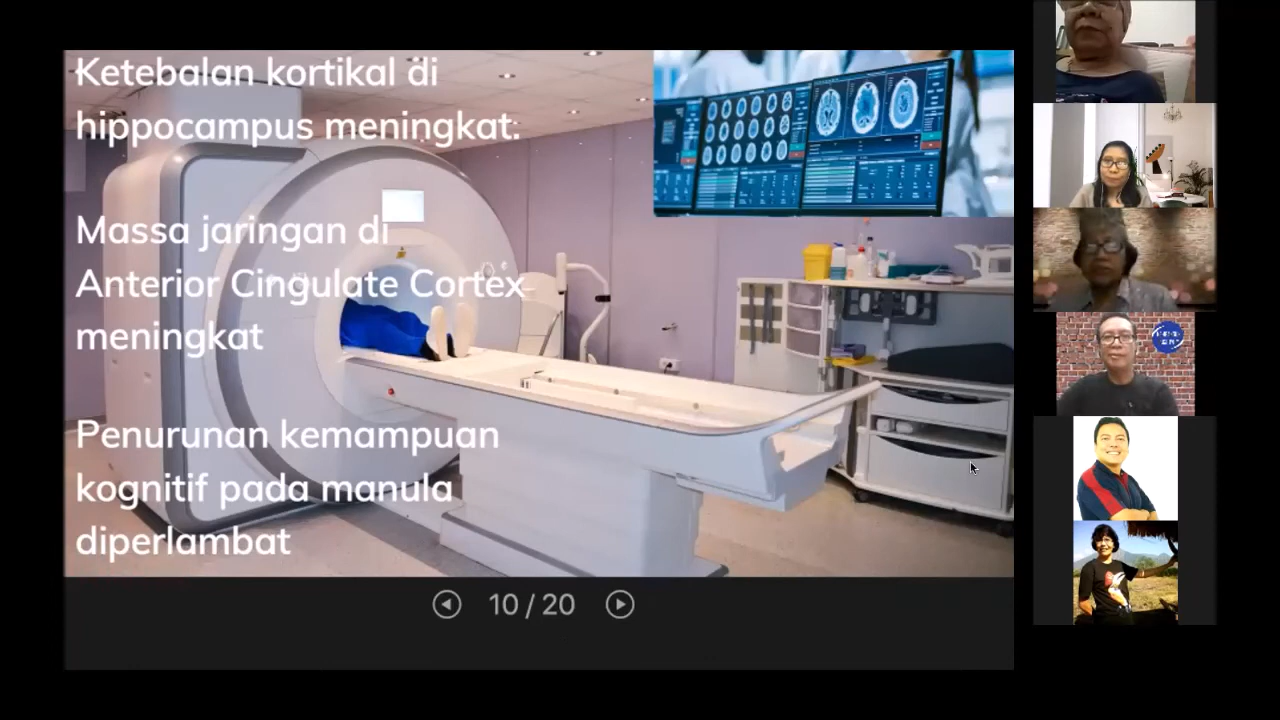 Ketebalan kortikal di
hippocampus meningkat:
Massa jaringan di
Anterior Cingulate Cortex
meningkat
Penurunan kemampuan
kognitif pada manula
diperlambat
10 / 20